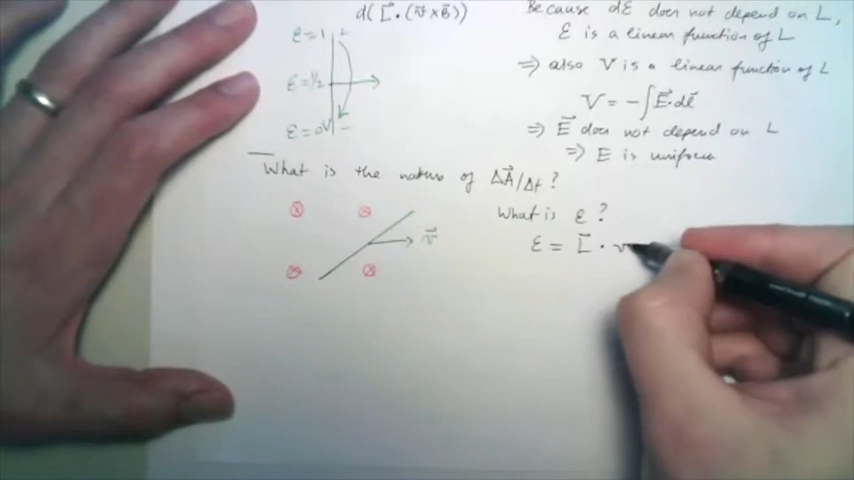 d(L⃗ · (v⃗ × B⃗))
ε = 1
+
ε = 1/2
ε = 0V
-
Because dε does not depend on L,
ε is a linear function of L
⇒ also V is a linear function of L
V = - ∫ E⃗ · dℓ⃗
⇒ E⃗ does not depend on L
⇒ E is uniform
What is the nature of ΔA⃗/Δt ?
v⃗
What is ε ?
ε = L⃗ · v